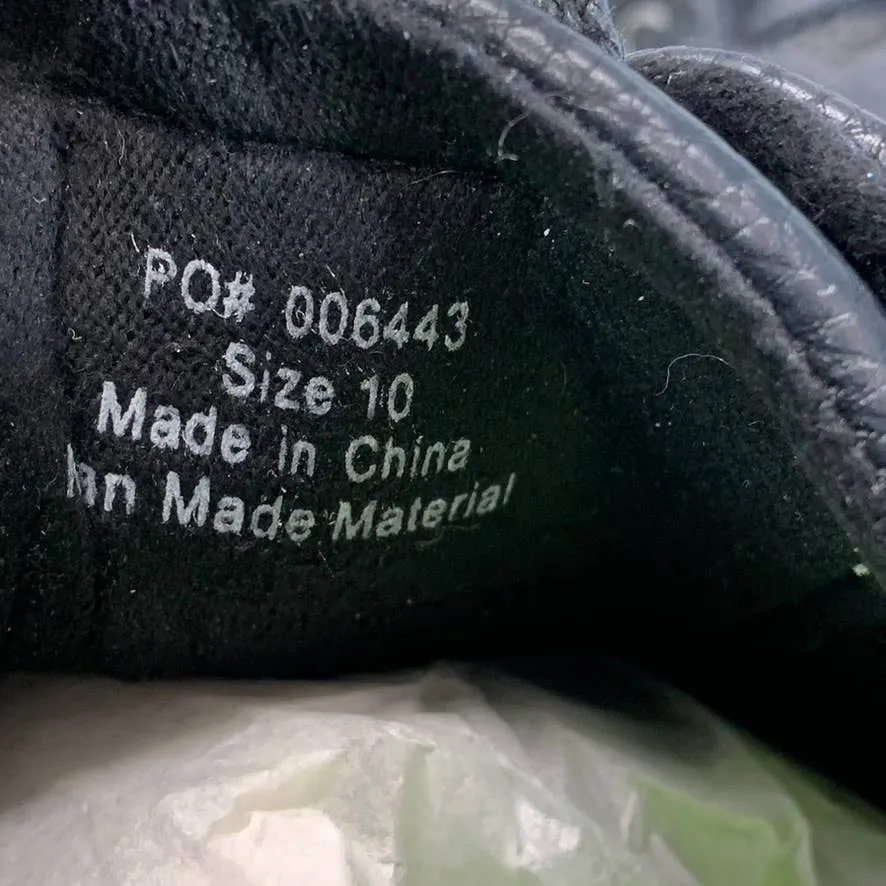 PO# 006443
Size 10
Made in China
Made Material